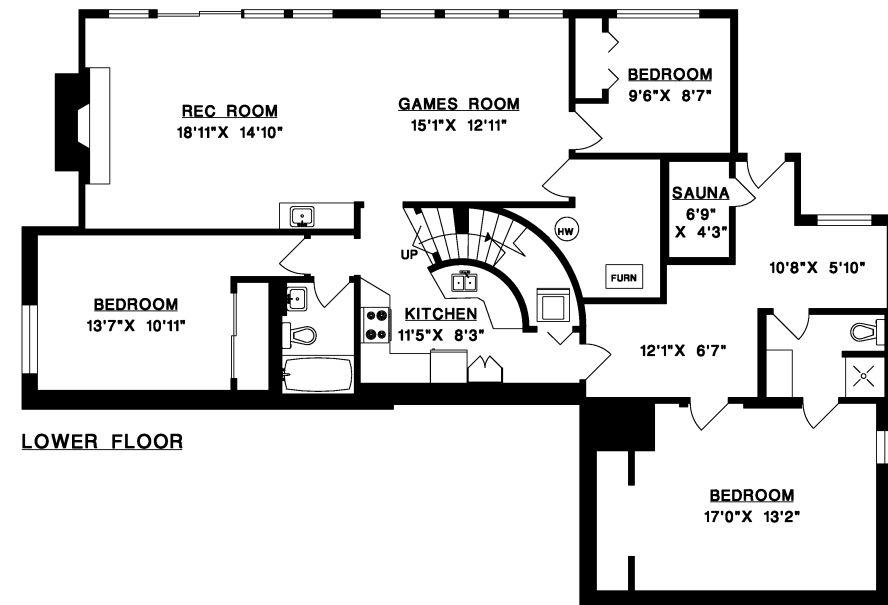 BEDROOM
9'6"X 8'7"
GAMES ROOM
15'1"X 12'11"
REC ROOM
18'11"X 14'10"
SAUNA
6'9"
X 4'3"
HW
UP
FURN
10'8"X 5'10"
BEDROOM
13'7"X 10'11"
KITCHEN
11'5"X 8'3"
12'1"X 6'7"
LOWER FLOOR
BEDROOM
17'0"X 13'2"